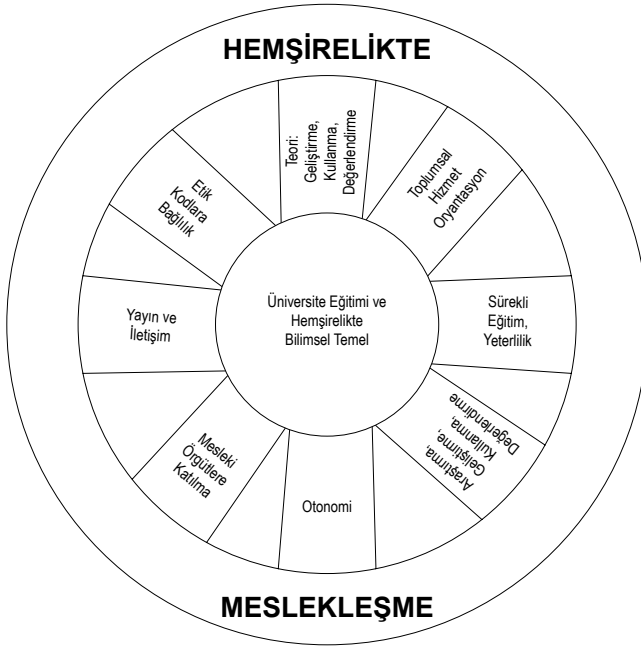 HEMŞİRELİKTE
Teori:
Geliştirme,
Kullanma,
Değerlendirme
Toplumsal
Hizmet
Oryantasyon
Sürekli
Eğitim,
Yeterlilik
Araştırma,
Geliştirme,
Kullanma,
Değerlendirme
Otonomi
Mesleki
Örgütlere
Katılma
Yayın ve
İletişim
Etik
Kodlara
Bağlılık
Üniversite Eğitimi ve
Hemşirelikte
Bilimsel Temel
MESLEKLEŞME